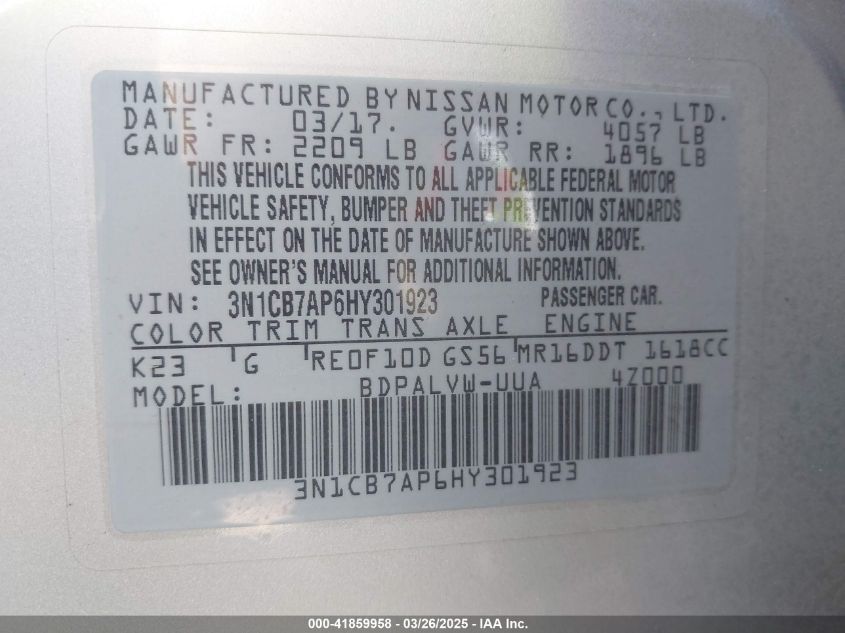 MANUFACTURED BY NISSAN MOTOR CO., LTD.
DATE: 03/17. GVWR: 4057 LB
GAWR FR: 2209 LB GAWR RR: 1896 LB
THIS VEHICLE CONFORMS TO ALL APPLICABLE FEDERAL MOTOR
VEHICLE SAFETY, BUMPER AND THEFT PREVENTION STANDARDS
IN EFFECT ON THE DATE OF MANUFACTURE SHOWN ABOVE.
SEE OWNER'S MANUAL FOR ADDITIONAL INFORMATION.
VIN: 3N1CB7AP6HY301923 PASSENGER CAR.
COLOR TRIM TRANS AXLE ENGINE
K23 G RE0F10D GS56 MR16DDT 1618CC
MODEL: BDPALVW-UUA 4Z000
3N1CB7AP6HY301923
000-41859958 - 03/26/2025 - IAA Inc.